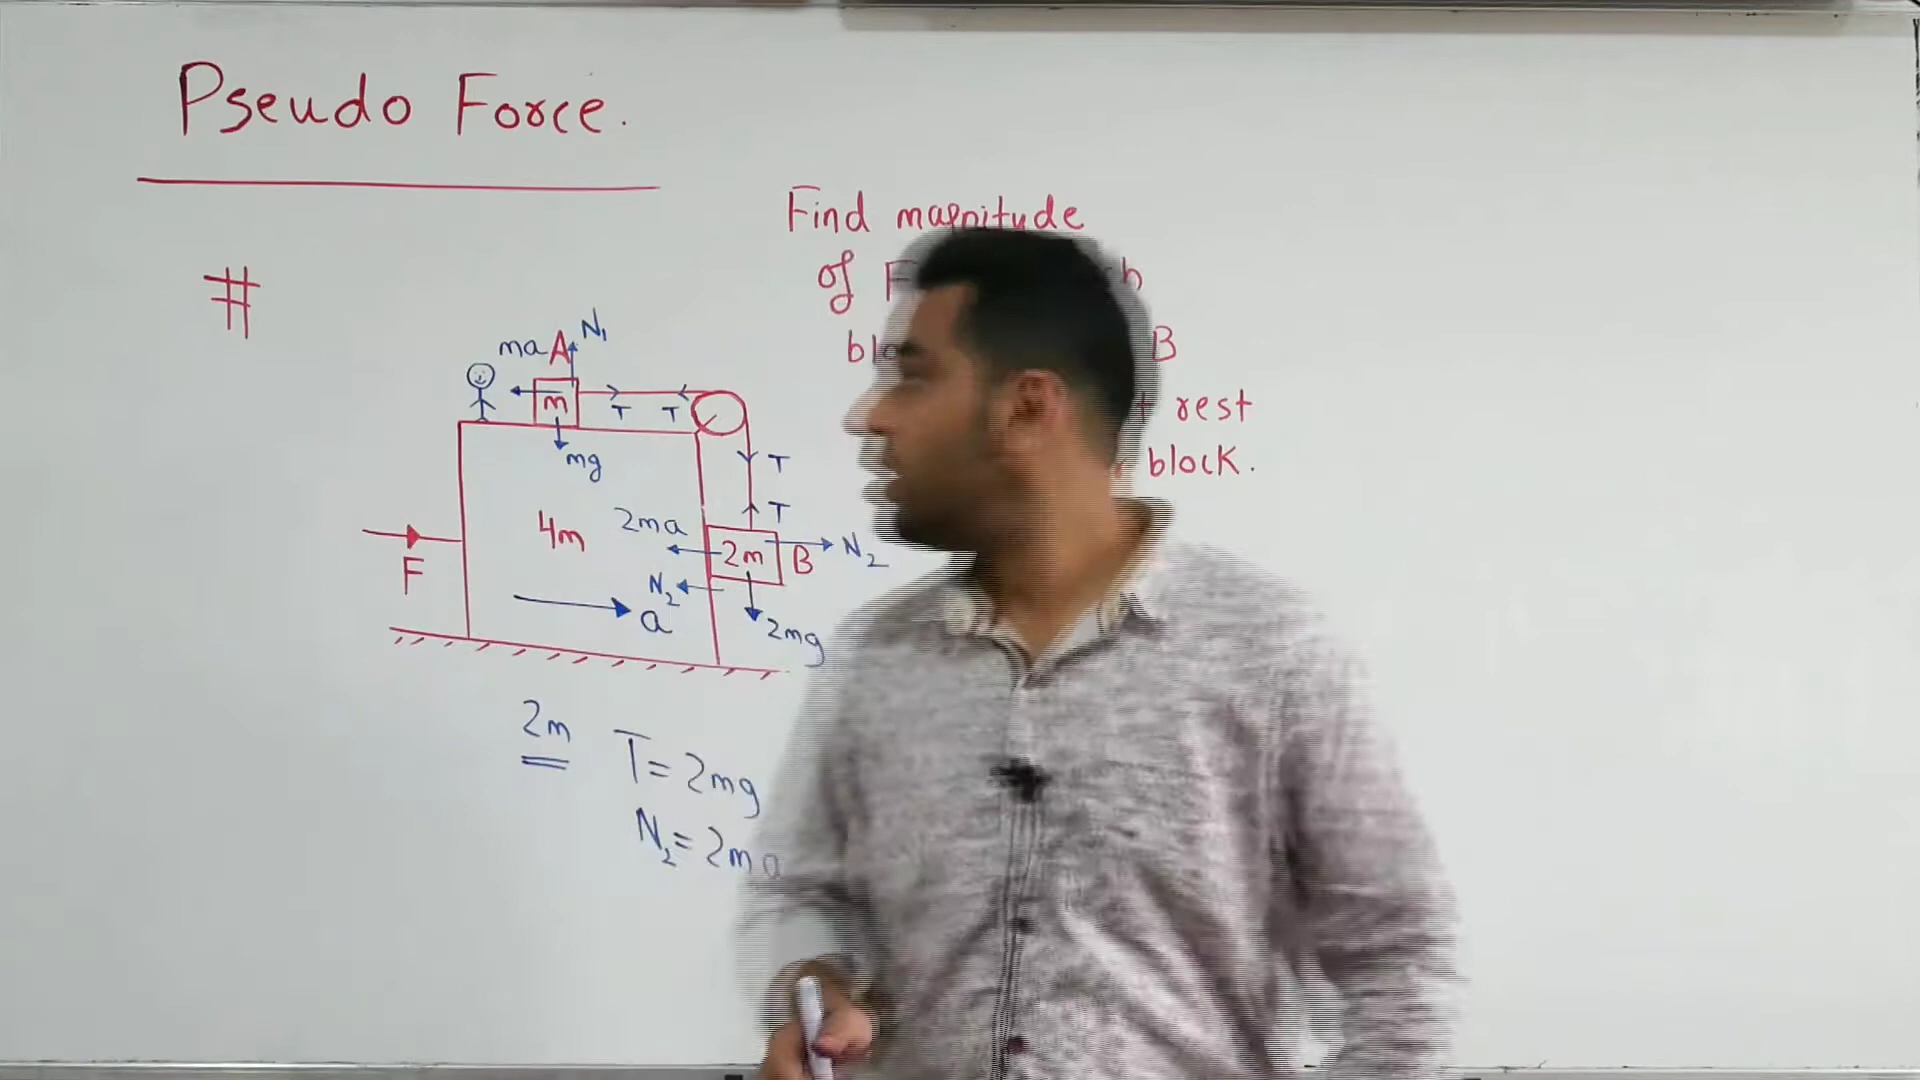 Pseudo Force.
#
Find magnitude
of
B
rest
block.
ma A N₁
m
T T
mg
T
T
4m
2ma
2m B N₂
N₂
F
a
2mg
2m T = 2mg
N₂ = 2ma